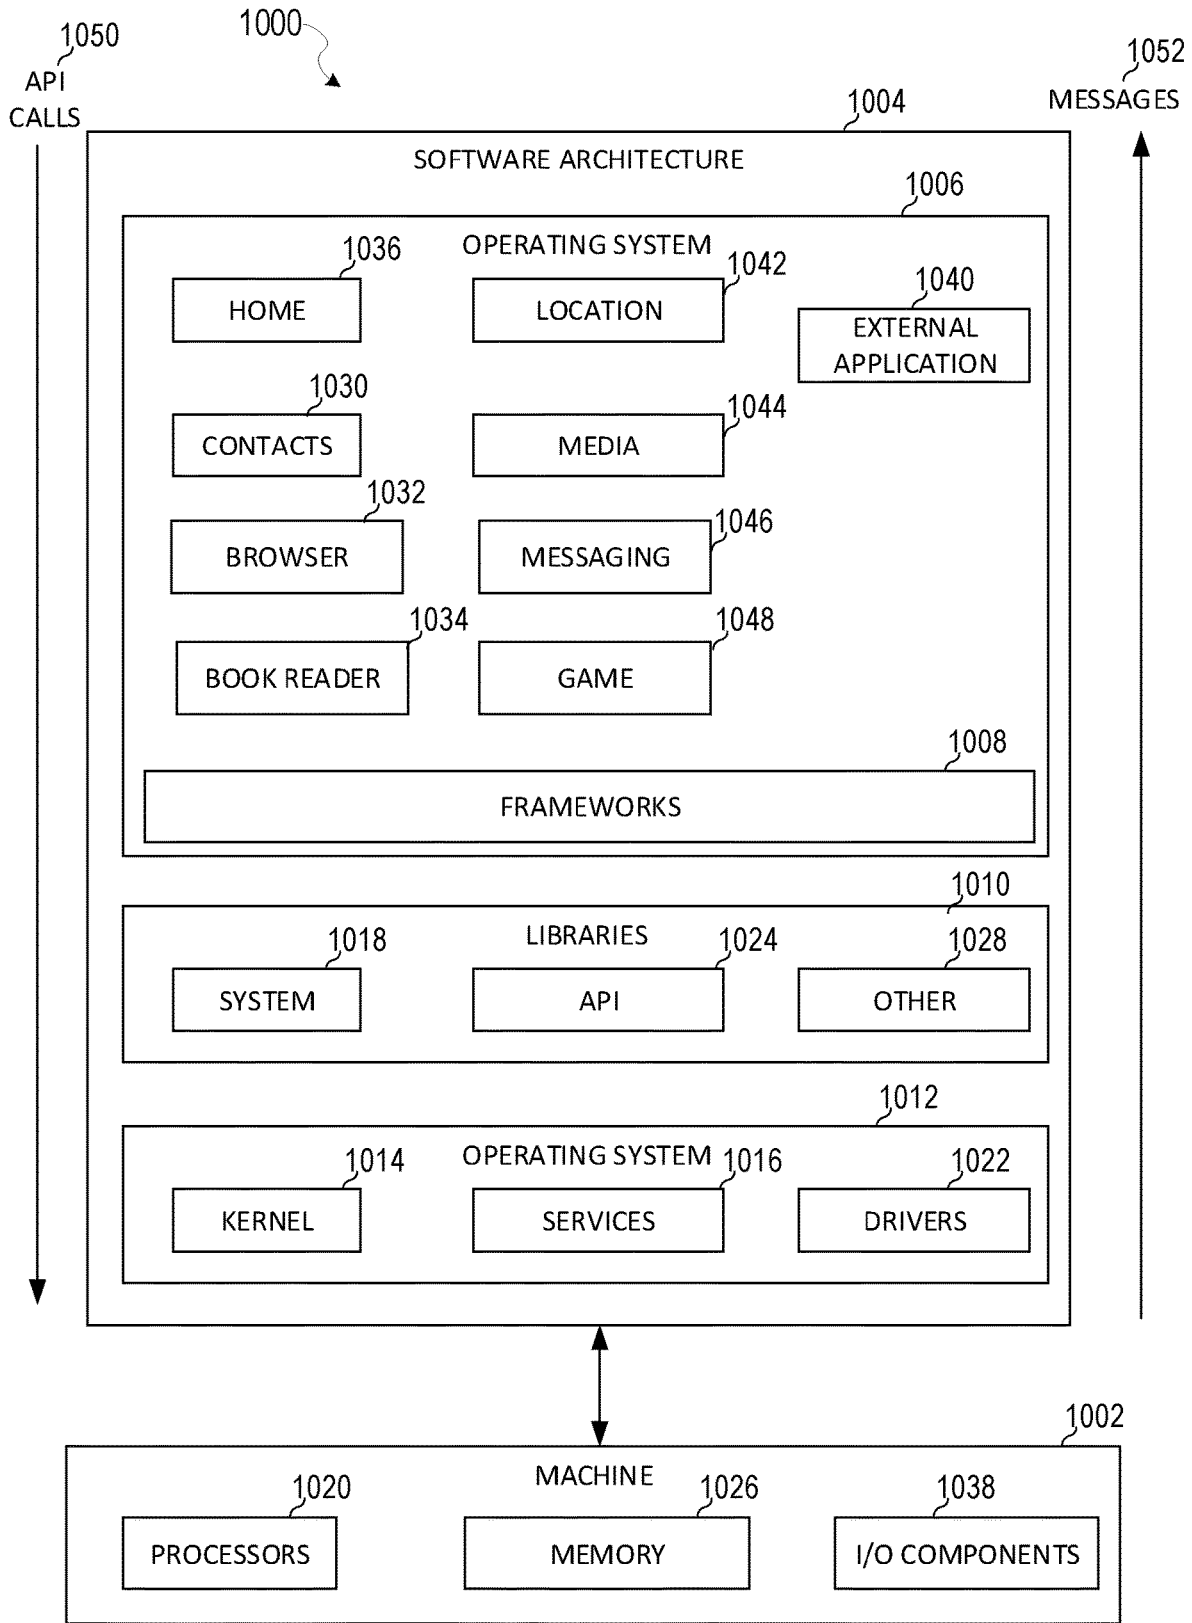 1050
1000
API
CALLS
1052
MESSAGES
1004
SOFTWARE ARCHITECTURE
1006
OPERATING SYSTEM
1036
HOME
1042
LOCATION
1040
EXTERNAL
APPLICATION
1030
CONTACTS
1044
MEDIA
1032
BROWSER
1046
MESSAGING
1034
BOOK READER
1048
GAME
1008
FRAMEWORKS
1010
LIBRARIES
1018
SYSTEM
1024
API
1028
OTHER
1012
OPERATING SYSTEM
1014
KERNEL
1016
SERVICES
1022
DRIVERS
1002
MACHINE
1020
PROCESSORS
1026
MEMORY
1038
I/O COMPONENTS